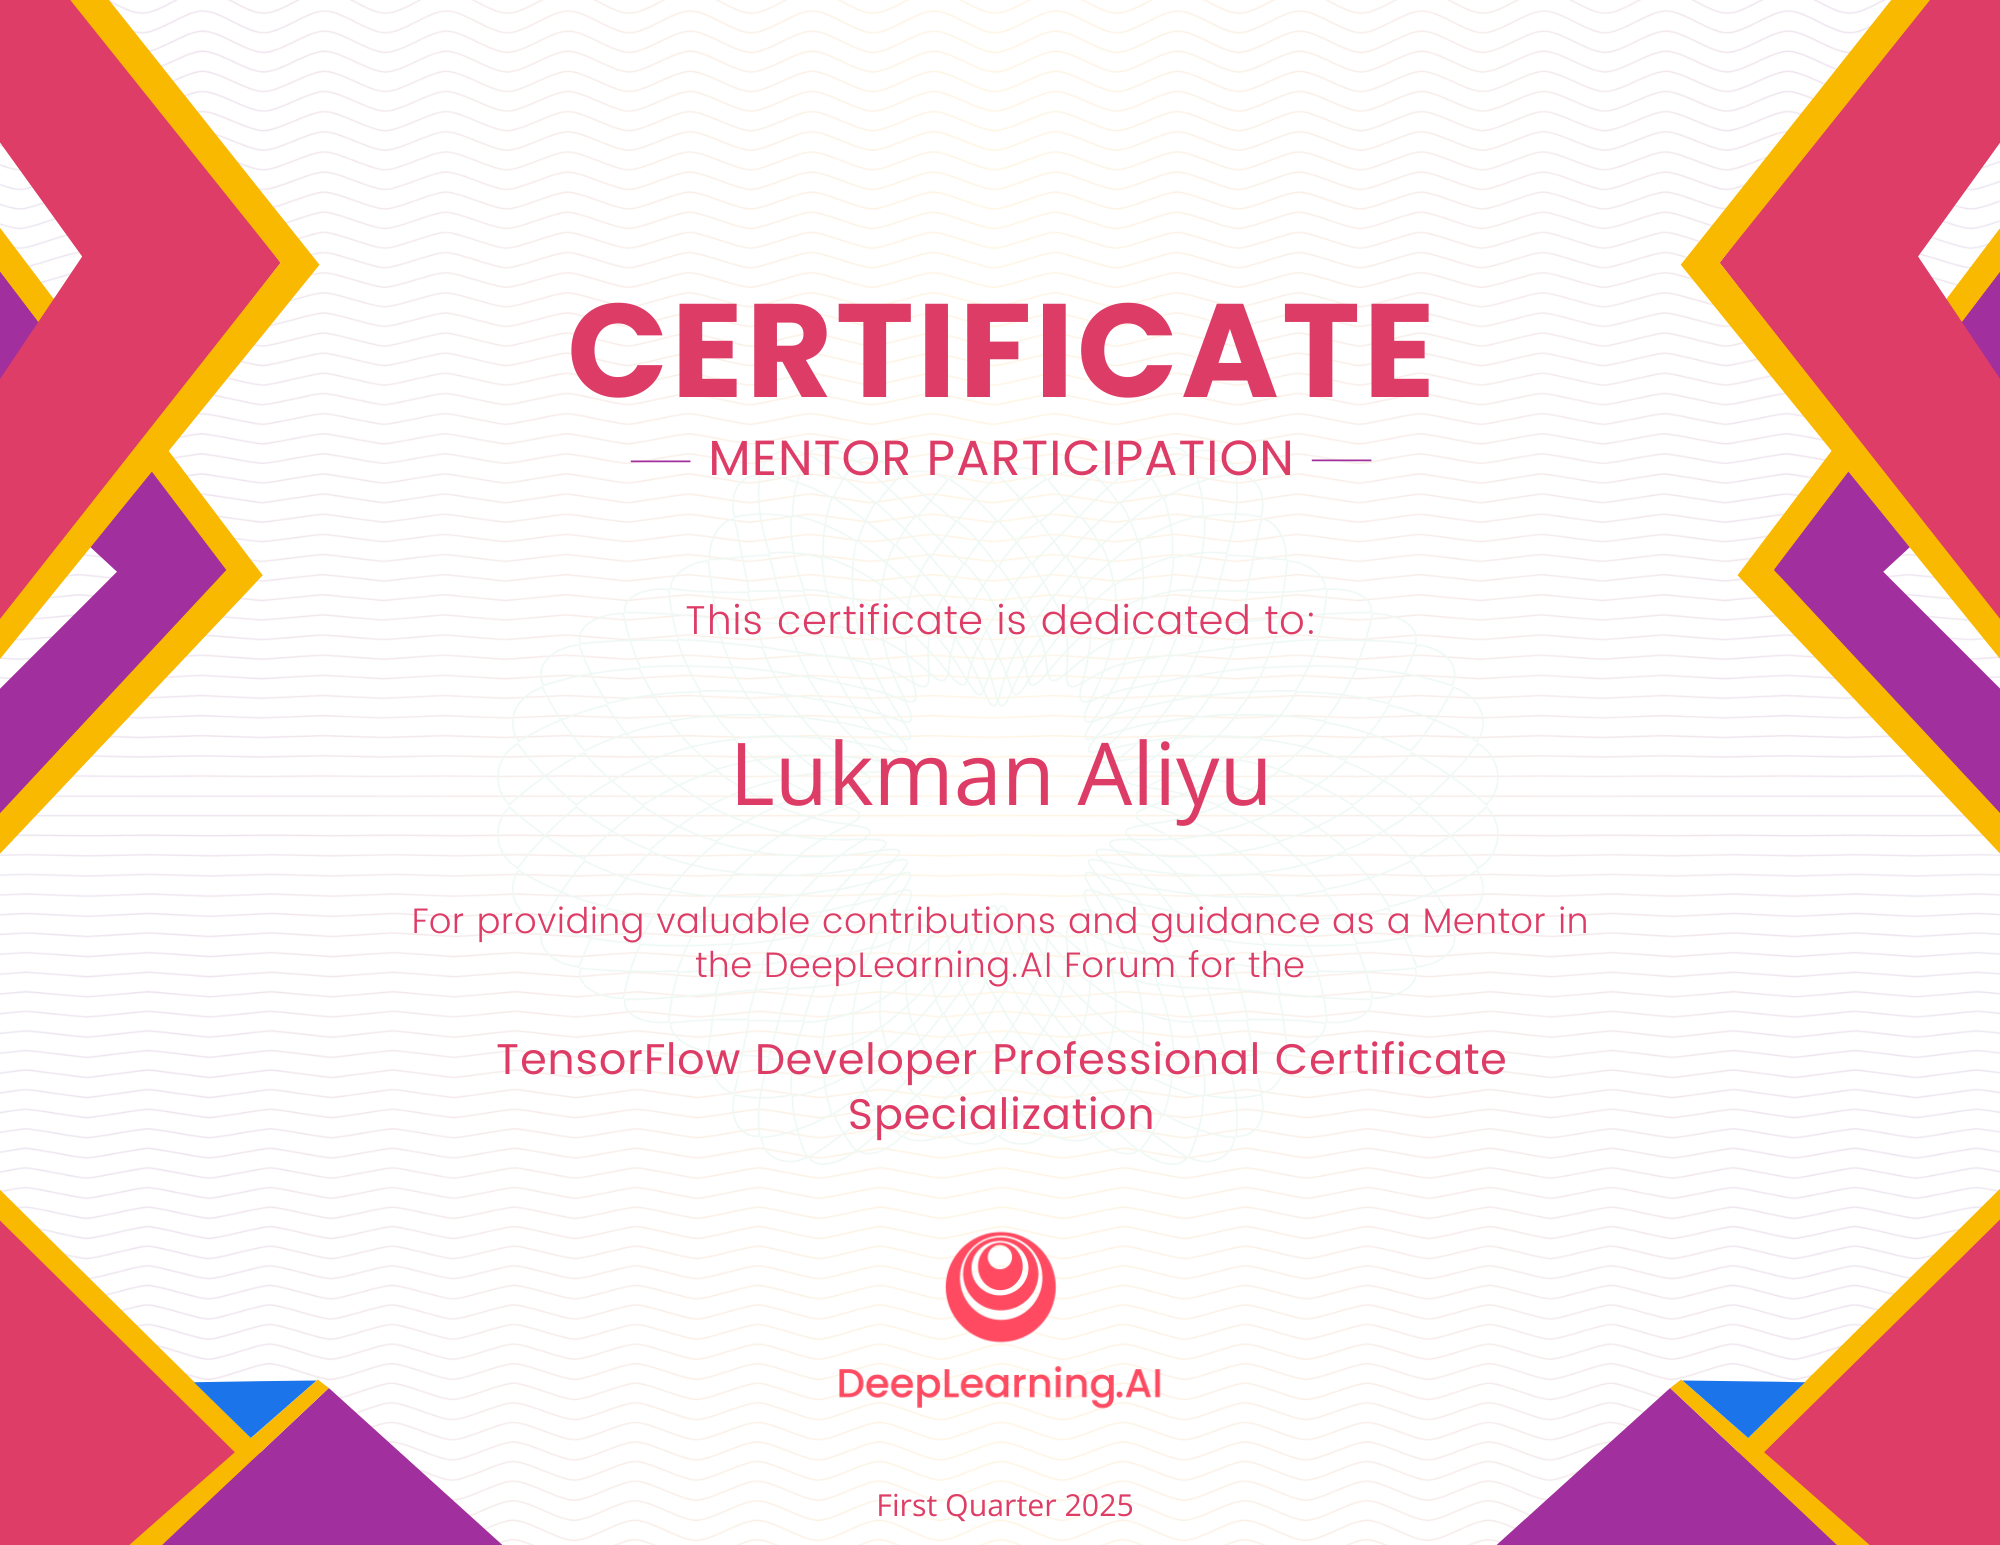 CERTIFICATE
MENTOR PARTICIPATION
This certificate is dedicated to:
Lukman Aliyu
For providing valuable contributions and guidance as a Mentor in
the DeepLearning.AI Forum for the
TensorFlow Developer Professional Certificate
Specialization
DeepLearning.AI
First Quarter 2025